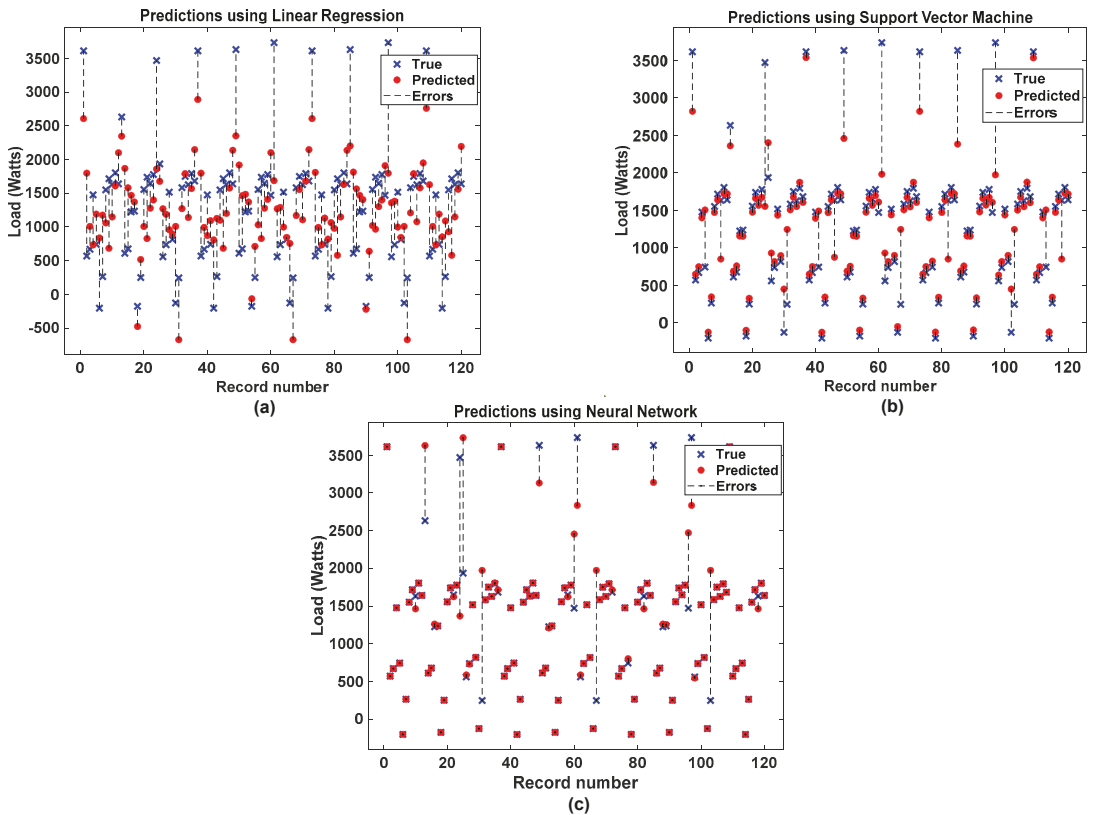 Predictions using Linear Regression
3500
3000
2500
2000
1500
1000
500
0
-500
Load (Watts)
True
Predicted
Errors
0 20 40 60 80 100 120
Record number
(a)
Predictions using Support Vector Machine
3500
3000
2500
2000
1500
1000
500
0
Load (Watts)
True
Predicted
Errors
0 20 40 60 80 100 120
Record number
(b)
Predictions using Neural Network
3500
3000
2500
2000
1500
1000
500
0
Load (Watts)
True
Predicted
Errors
0 20 40 60 80 100 120
Record number
(c)